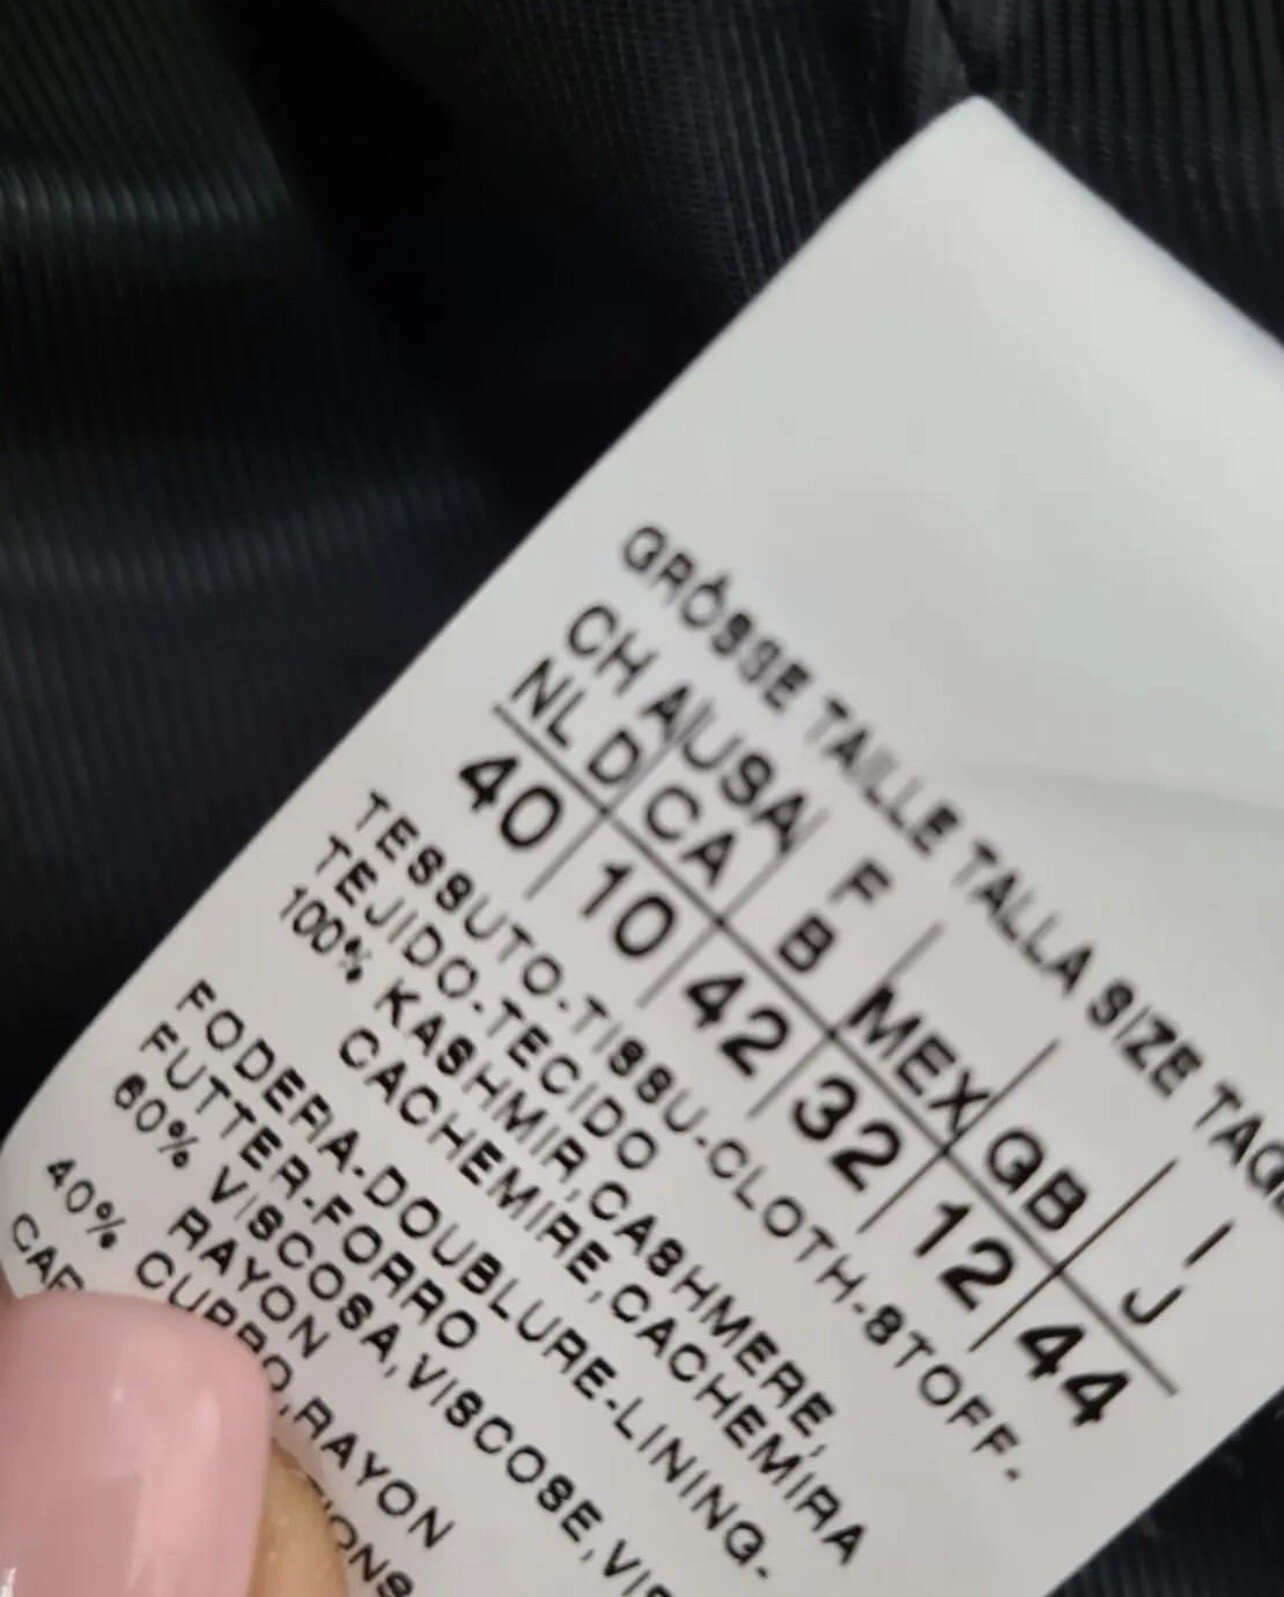 GRÖSSE TAILLE TALLA SIZE
CH A USA F I
NL D CA B MEX GB J
40 10 42 32 12 44
TESSUTO-TISSU-CLOTH-STOFF-
TEJIDO-TECIDO
100% KASHMIR,CASHMERE,
CACHEMIRE,CACHEMIRA
FODERA-DOUBLURE-LINING-
FUTTER-FORRO
60% VISCOSA,VISCOSE,
RAYON
40% CUPRO,RAYON